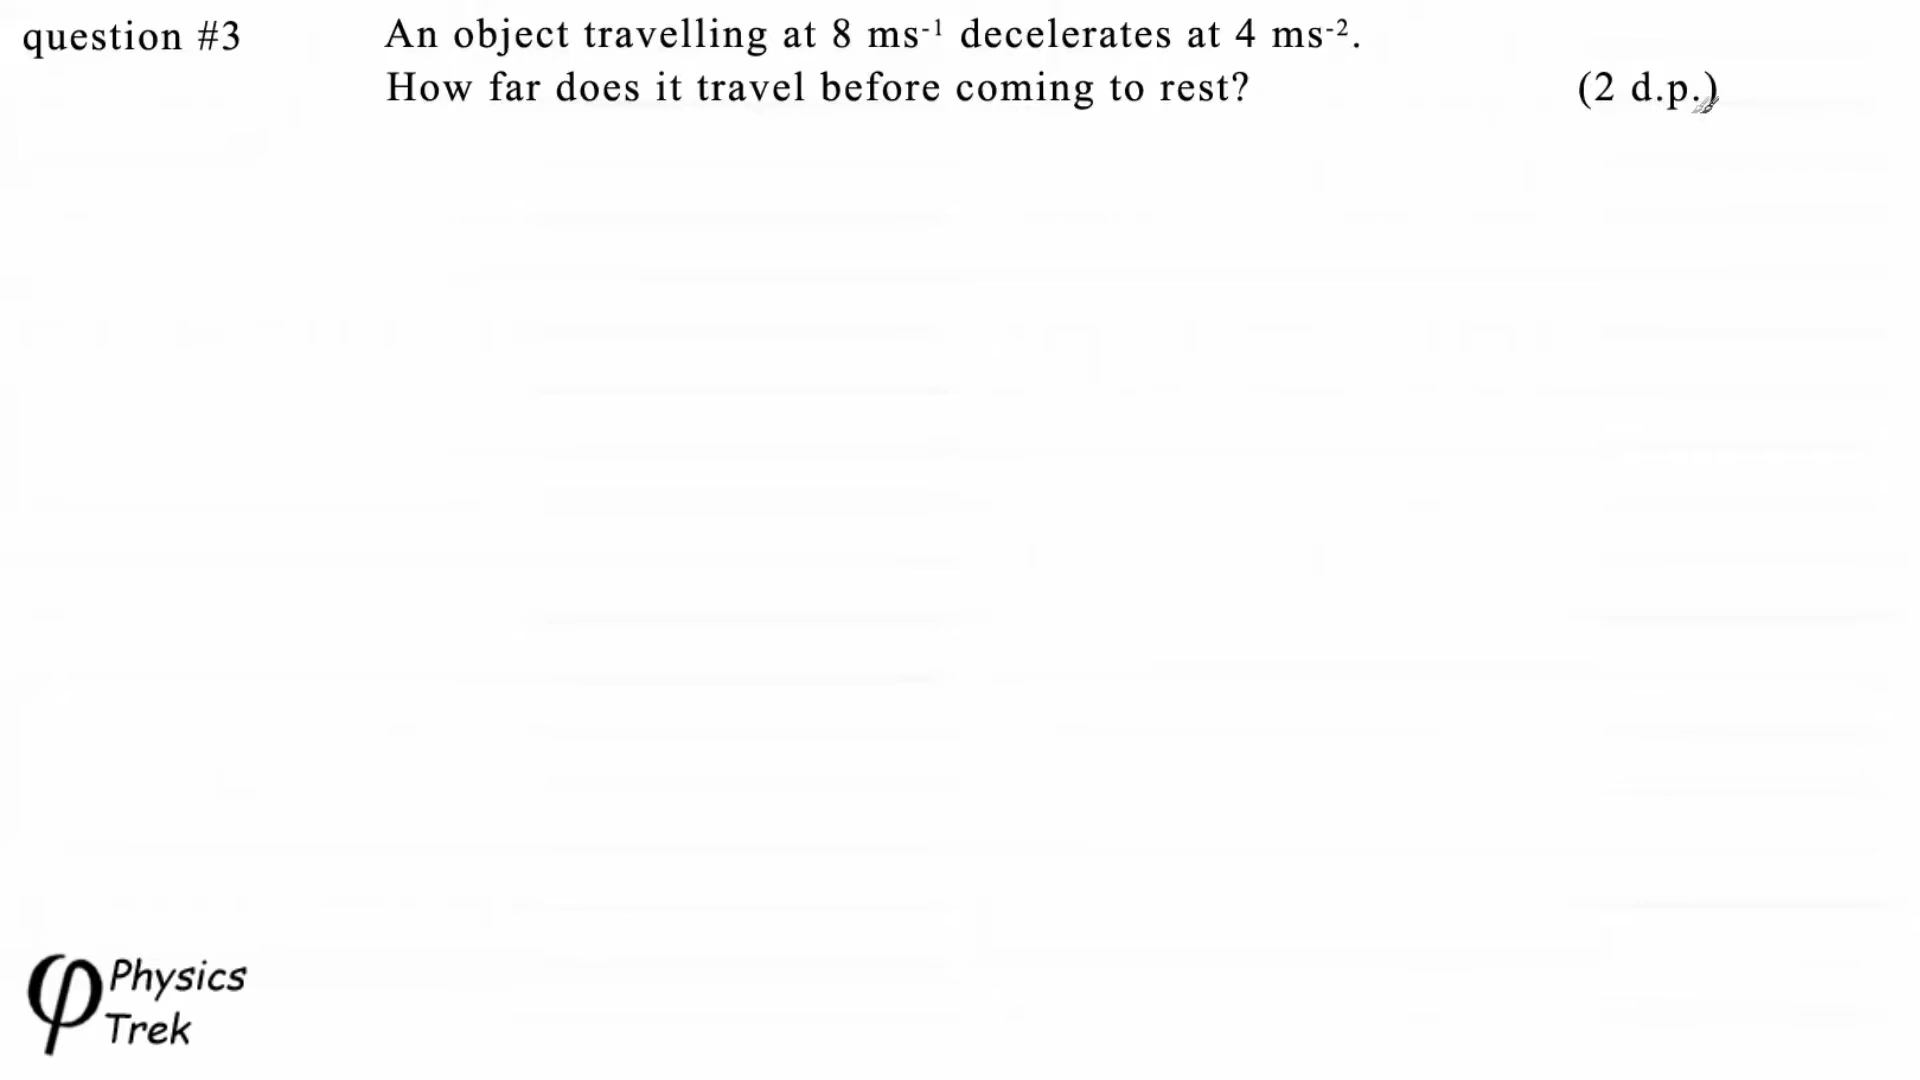 question #3
An object travelling at 8 ms⁻¹ decelerates at 4 ms⁻².
How far does it travel before coming to rest? (2 d.p.)
φ Physics
Trek